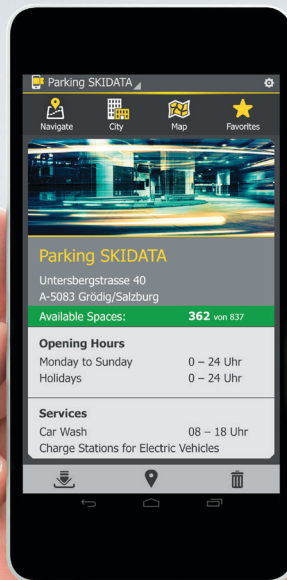 Parking SKIDATA
Navigate City Map Favorites
Parking SKIDATA
Untersbergstrasse 40
A-5083 Grödig/Salzburg
Available Spaces: 362 von 837
Opening Hours
Monday to Sunday 0 – 24 Uhr
Holidays 0 – 24 Uhr
Services
Car Wash 08 – 18 Uhr
Charge Stations for Electric Vehicles